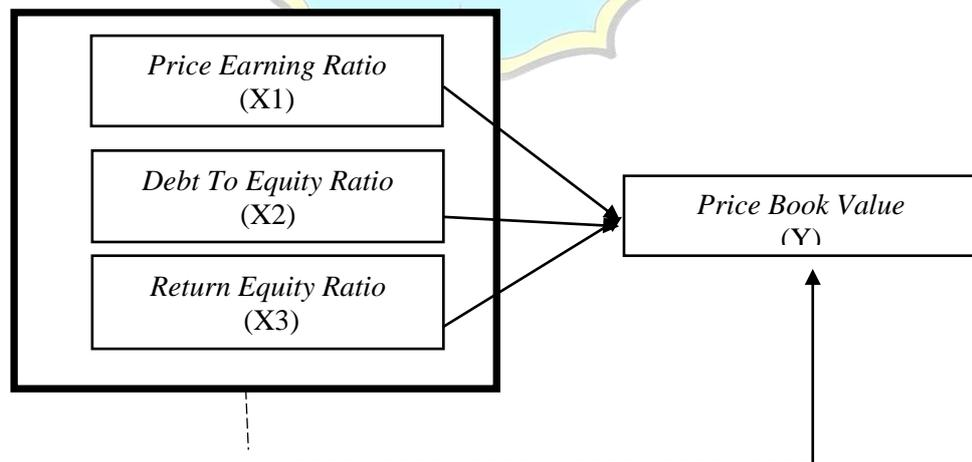 Price Earning Ratio
(X1)
Debt To Equity Ratio
(X2)
Return Equity Ratio
(X3)
Price Book Value
(Y)